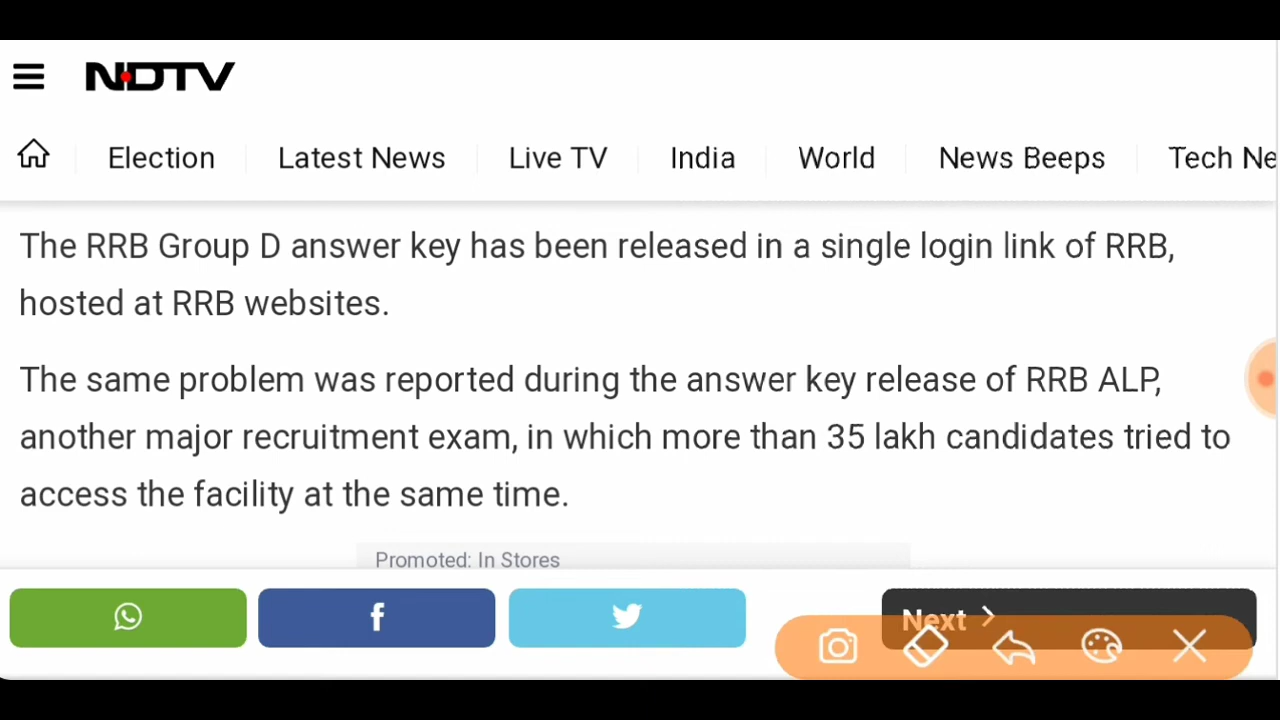 NDTV
Election Latest News Live TV India World News Beeps Tech Ne
The RRB Group D answer key has been released in a single login link of RRB,
hosted at RRB websites.
The same problem was reported during the answer key release of RRB ALP,
another major recruitment exam, in which more than 35 lakh candidates tried to
access the facility at the same time.
Promoted: In Stores
Next